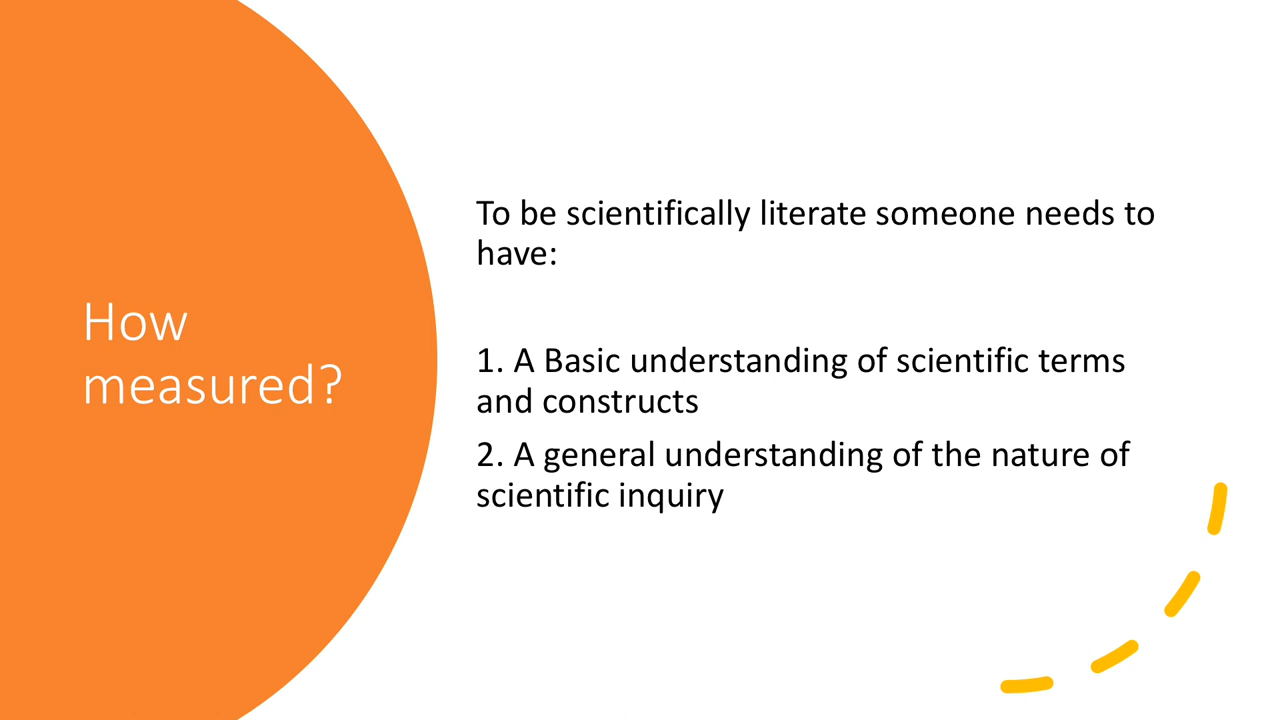 How
measured?
To be scientifically literate someone needs to
have:
1. A Basic understanding of scientific terms
and constructs
2. A general understanding of the nature of
scientific inquiry